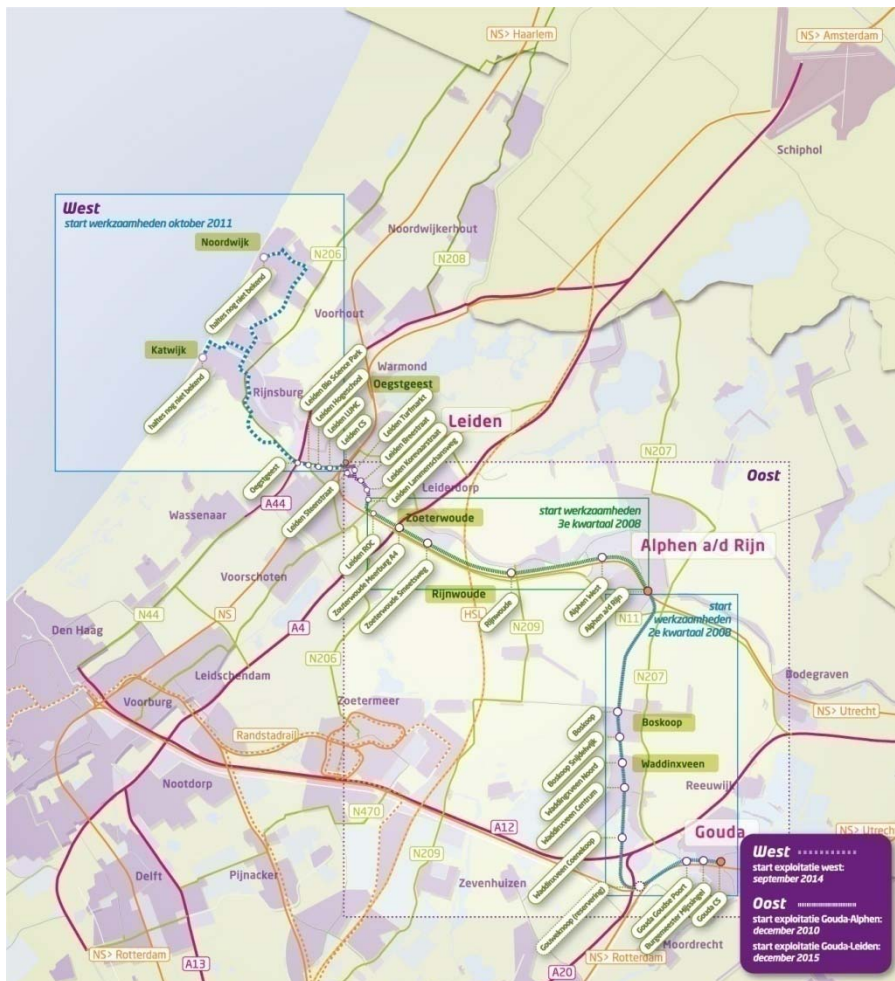 NS> Haarlem
NS> Amsterdam
Schiphol
West
start werkzaamheden oktober 2011
Noordwijk
N206
Noordwijkerhout
N208
haltes nog niet bekend
Voorhout
Katwijk
haltes nog niet bekend
Rijnsburg
Leiden Bio Science Park
Leiden Hogeschool
Leiden LUMC
Leiden CS
Warmond
Oegstgeest
Leiden Turfmarkt
Leiden Breestraat
Leiden Korevaarstraat
Leiden Lammenschansweg
Leiden
N207
Oegstgeest
A44
Leiden Steenstraat
Leiderdorp
Oost
Wassenaar
Zoeterwoude
start werkzaamheden
3e kwartaal 2008
Alphen a/d Rijn
Leiden ROC
Zoeterwoude Meerburg A4
Zoeterwoude Smeetsweg
Voorschoten
Rijnwoude
Rijnwoude
Alphen West
Alphen a/d Rijn
N44
NS
A4
HSL
N209
N11
start
werkzaamheden
2e kwartaal 2008
Den Haag
N206
Leidschendam
Zoetermeer
N207
Bodegraven
Voorburg
Randstadrail
NS> Utrecht
Boskoop
Boskoop
Boskoop Snijdelwijk
Waddinxveen
Waddingxveen Noord
Waddinxveen Centrum
Nootdorp
Reeuwijk
N470
A12
Gouda
NS> Utrecht
Waddinxveen Coenekoop
N209
Delft
Pijnacker
Zevenhuizen
Gouweknoop (reservering)
Gouda Goudse Poort
Burgemeester Mijssingel
Gouda CS
Moordrecht
NS> Rotterdam
A13
A20
NS> Rotterdam
West
start exploitatie west:
september 2014
Oost
start exploitatie Gouda-Alphen:
december 2010
start exploitatie Gouda-Leiden:
december 2015